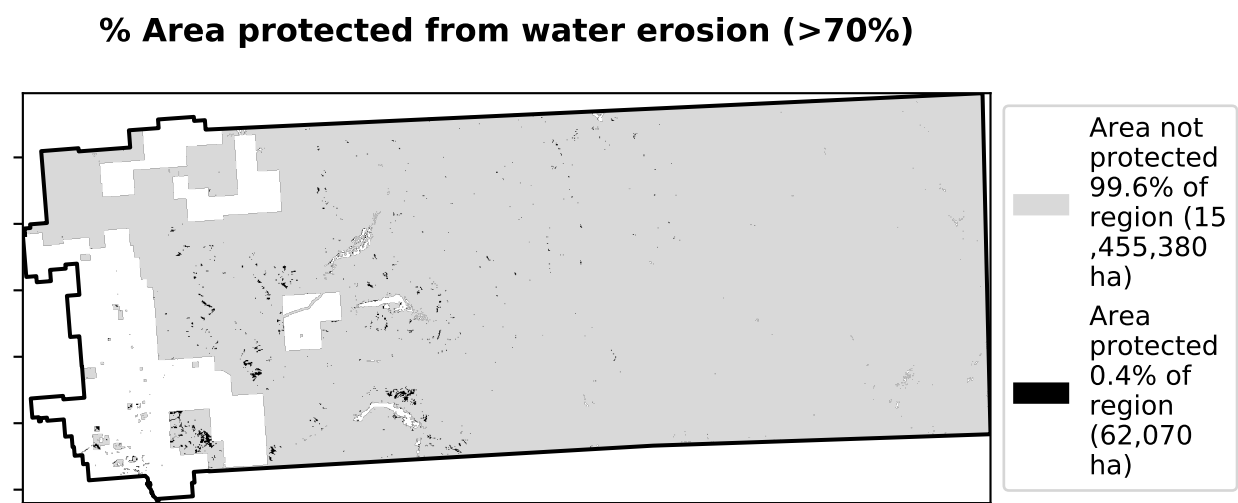 % Area protected from water erosion (>70%)
Area not
protected
99.6% of
region (15
,455,380
ha)
Area
protected
0.4% of
region
(62,070
ha)